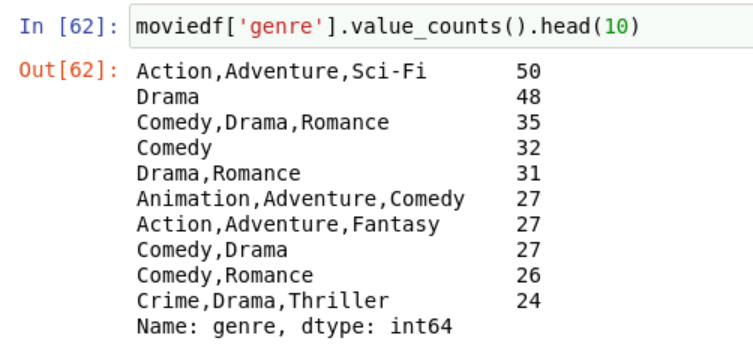 In [62]: moviedf['genre'].value_counts().head(10)
Out[62]: Action,Adventure,Sci-Fi 50
Drama 48
Comedy,Drama,Romance 35
Comedy 32
Drama,Romance 31
Animation,Adventure,Comedy 27
Action,Adventure,Fantasy 27
Comedy,Drama 27
Comedy,Romance 26
Crime,Drama,Thriller 24
Name: genre, dtype: int64